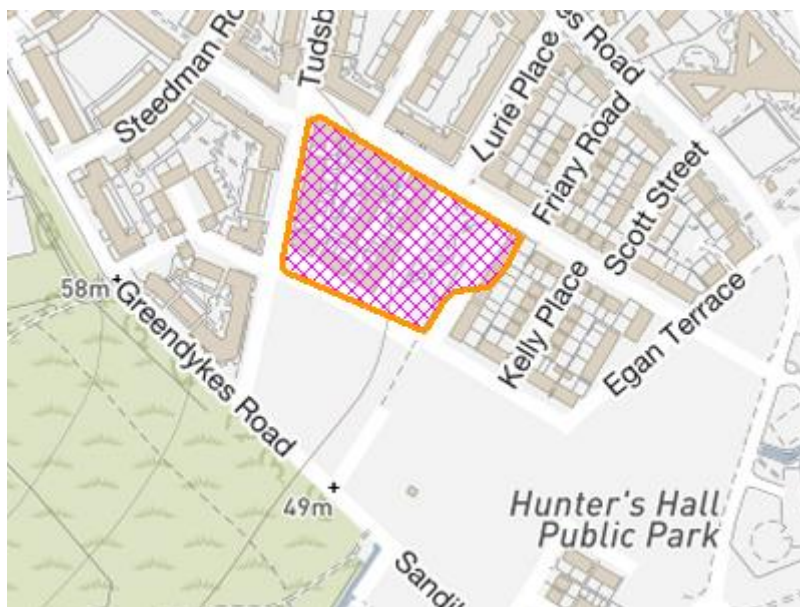 Steedman Ro
Tudsb
es Road
Lurie Place
Friary Road
Scott Street
58m
Greendykes Road
Kelly Place
Egan Terrace
49m
Hunter's Hall
Public Park
Sandil